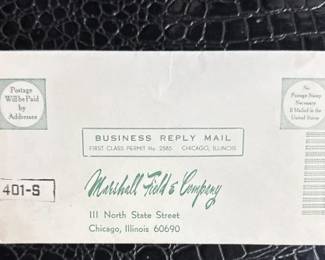 Postage
Will be Paid
by
Addressee
No
Postage Stamp
Necessary
If Mailed in the
United States
BUSINESS REPLY MAIL
FIRST CLASS PERMIT No. 2585 CHICAGO, ILLINOIS
401-S
Marshall Field & Company
111 North State Street
Chicago, Illinois 60690